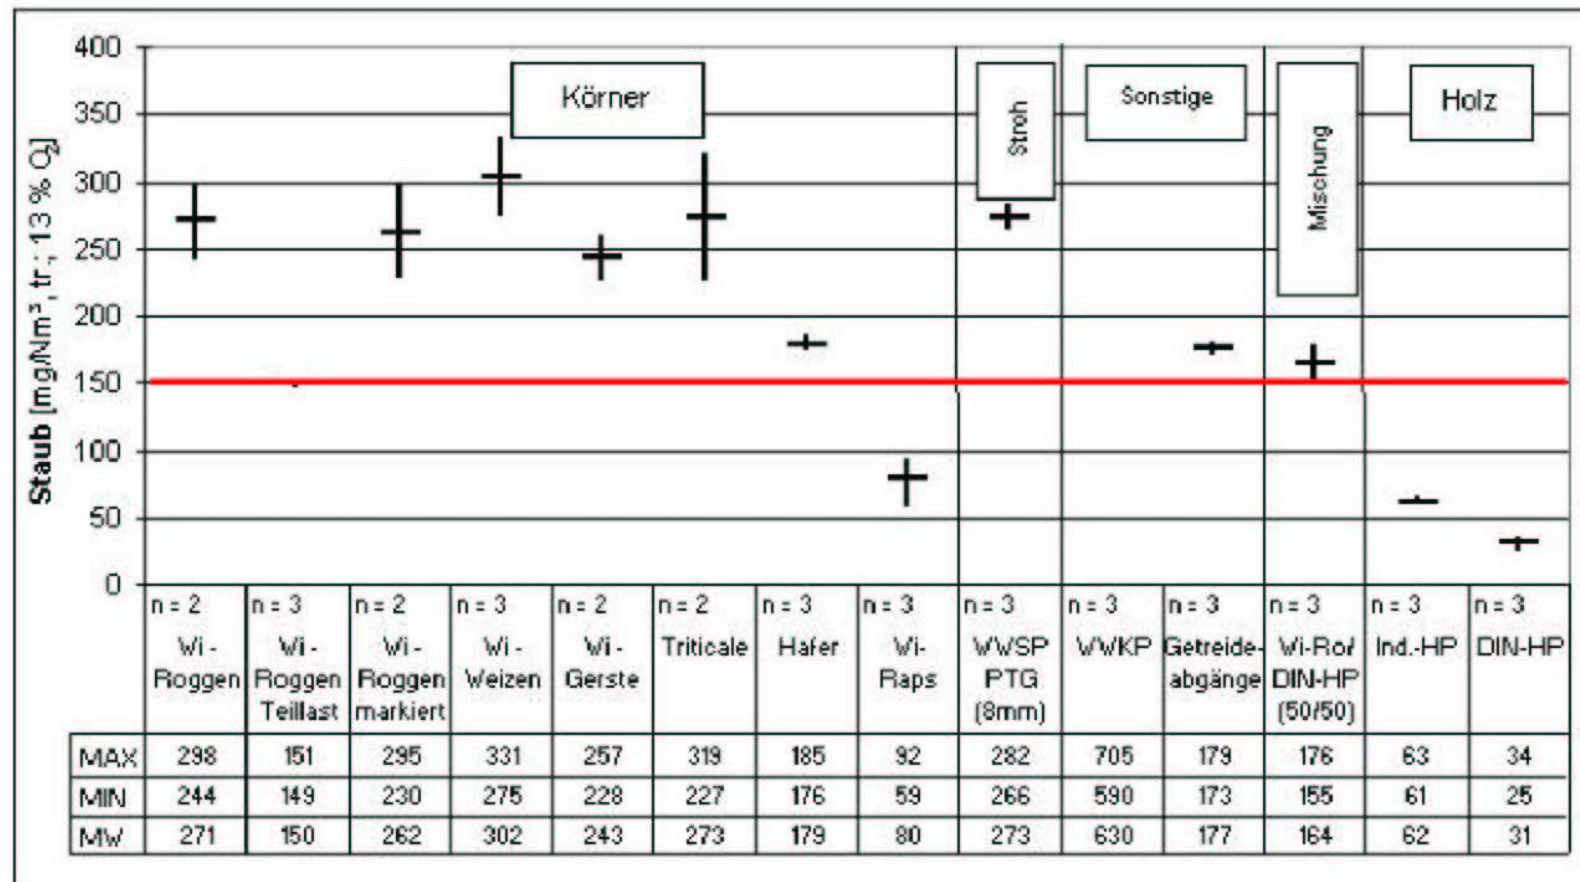 Staub [mg/Nm³, tr.; 13 % O₂]
400
350
300
250
200
150
100
50
0
Körner
Stroh
Sonstige
Mischung
Holz
n = 2 n = 3 n = 2 n = 3 n = 2 n = 2 n = 3 n = 3 n = 3 n = 3 n = 3 n = 3 n = 3 n = 3
Wi - Wi - Wi - Wi - Wi - Triticale Hafer Wi- WWSP WWKP Getreide- Wi-Ro/ Ind.-HP DIN-HP
Roggen Roggen Roggen Weizen Gerste Raps PTG abgänge DIN-HP
Teillast markiert (8mm) (50/50)
MAX 298 151 295 331 257 319 185 92 282 705 179 176 63 34
MIN 244 149 230 275 228 227 176 59 266 590 173 155 61 25
MW 271 150 262 302 243 273 179 80 273 630 177 164 62 31